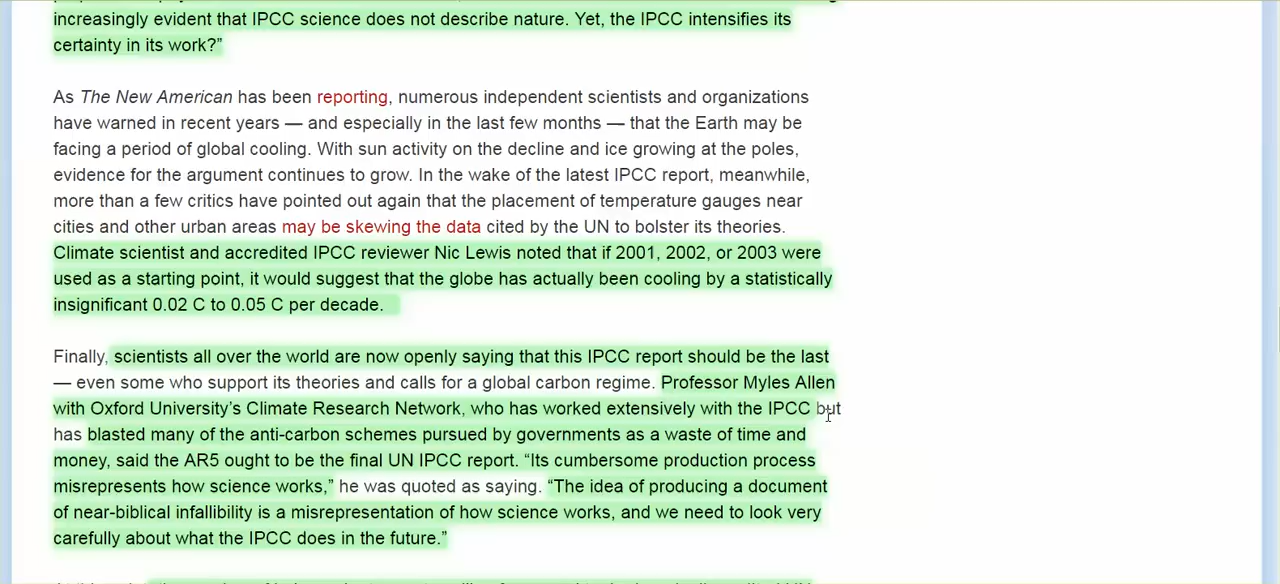 increasingly evident that IPCC science does not describe nature. Yet, the IPCC intensifies its
certainty in its work?”
As The New American has been reporting, numerous independent scientists and organizations
have warned in recent years — and especially in the last few months — that the Earth may be
facing a period of global cooling. With sun activity on the decline and ice growing at the poles,
evidence for the argument continues to grow. In the wake of the latest IPCC report, meanwhile,
more than a few critics have pointed out again that the placement of temperature gauges near
cities and other urban areas may be skewing the data cited by the UN to bolster its theories.
Climate scientist and accredited IPCC reviewer Nic Lewis noted that if 2001, 2002, or 2003 were
used as a starting point, it would suggest that the globe has actually been cooling by a statistically
insignificant 0.02 C to 0.05 C per decade.
Finally, scientists all over the world are now openly saying that this IPCC report should be the last
— even some who support its theories and calls for a global carbon regime. Professor Myles Allen
with Oxford University’s Climate Research Network, who has worked extensively with the IPCC but
has blasted many of the anti-carbon schemes pursued by governments as a waste of time and
money, said the AR5 ought to be the final UN IPCC report. “Its cumbersome production process
misrepresents how science works,” he was quoted as saying. “The idea of producing a document
of near-biblical infallibility is a misrepresentation of how science works, and we need to look very
carefully about what the IPCC does in the future.”